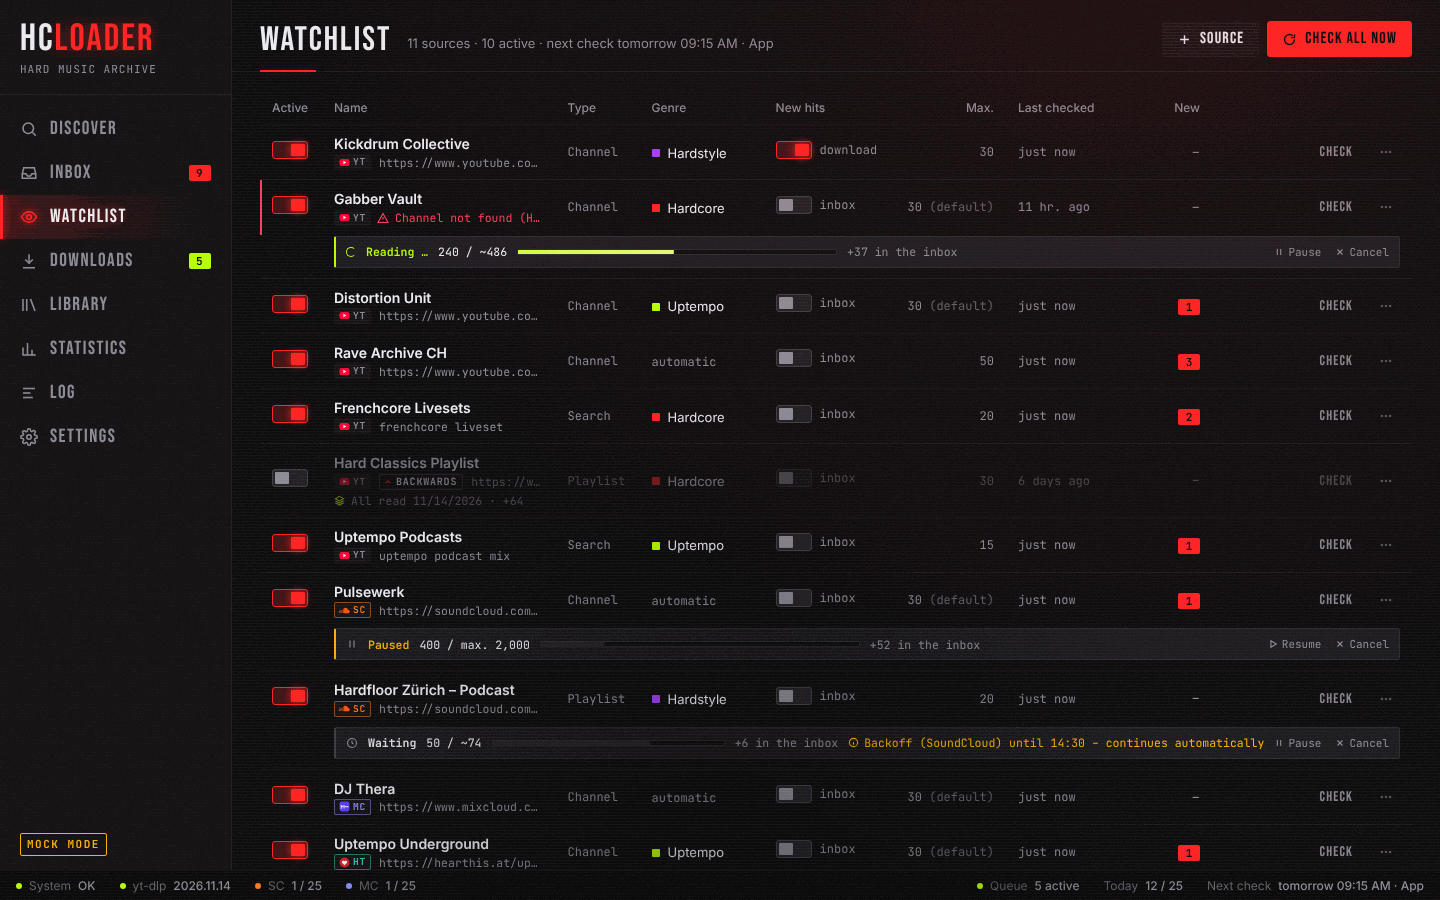 HCLOADER
HARD MUSIC ARCHIVE
DISCOVER
INBOX 9
WATCHLIST
DOWNLOADS 5
LIBRARY
STATISTICS
LOG
SETTINGS
MOCK MODE
WATCHLIST 11 sources · 10 active · next check tomorrow 09:15 AM · App
+ SOURCE CHECK ALL NOW
Active Name Type Genre New hits Max. Last checked New
Kickdrum Collective
YT https://www.youtube.co… Channel Hardstyle download 30 just now – CHECK ···
Gabber Vault
YT Channel not found (H… Channel Hardcore inbox 30 (default) 11 hr. ago – CHECK ···
Reading … 240 / ~486 +37 in the inbox Pause × Cancel
Distortion Unit
YT https://www.youtube.co… Channel Uptempo inbox 30 (default) just now 1 CHECK ···
Rave Archive CH
YT https://www.youtube.co… Channel automatic inbox 50 just now 3 CHECK ···
Frenchcore Livesets
YT frenchcore liveset Search Hardcore inbox 20 just now 2 CHECK ···
Hard Classics Playlist
YT BACKWARDS https://w… Playlist Hardcore inbox 30 6 days ago – CHECK ···
All read 11/14/2026 · +64
Uptempo Podcasts
YT uptempo podcast mix Search Uptempo inbox 15 just now 1 CHECK ···
Pulsewerk
SC https://soundcloud.com… Channel automatic inbox 30 (default) just now 1 CHECK ···
Paused 400 / max. 2,000 +52 in the inbox Resume × Cancel
Hardfloor Zürich – Podcast
SC https://soundcloud.com… Playlist Hardstyle inbox 20 just now – CHECK ···
Waiting 50 / ~74 +6 in the inbox Backoff (SoundCloud) until 14:30 – continues automatically Pause × Cancel
DJ Thera
MC https://www.mixcloud.c… Channel automatic inbox 30 (default) just now – CHECK ···
Uptempo Underground
HT https://hearthis.at/up… Channel Uptempo inbox 30 (default) just now 1 CHECK ···
System OK yt-dlp 2026.11.14 SC 1 / 25 MC 1 / 25 Queue 5 active Today 12 / 25 Next check tomorrow 09:15 AM · App